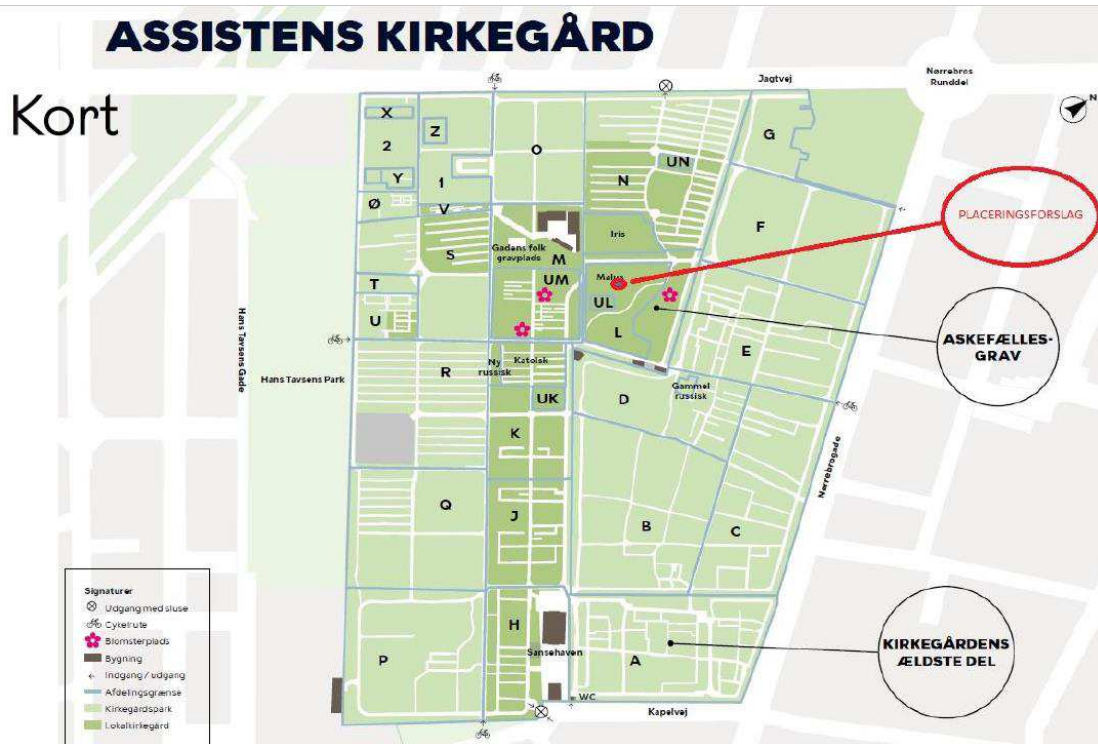 ASSISTENS KIRKEGÅRD
Kort
Jagtvej
Nørrebros
Runddel
N
X
Z
2
O
G
Y
1
UN
N
Ø
V
PLACERINGSFORSLAG
F
Iris
S
Gadens folk
gravplads
M
UM
Malus
T
UL
U
L
ASKEFÆLLES-
GRAV
E
Hans Tavsens Gade
Hans Tavsens Park
R
Ny
russisk
Katolsk
Gammel
russisk
D
UK
K
Nørrebrogade
Q
J
B
C
Signaturer
Udgang med sluse
Cykelrute
Blomsterplads
Bygning
Indgang / udgang
Afdelingsgrænse
Kirkegårdspark
Lokalkirkegård
H
Sansehaven
P
A
KIRKEGÅRDENS
ÆLDSTE DEL
WC
Kapelvej